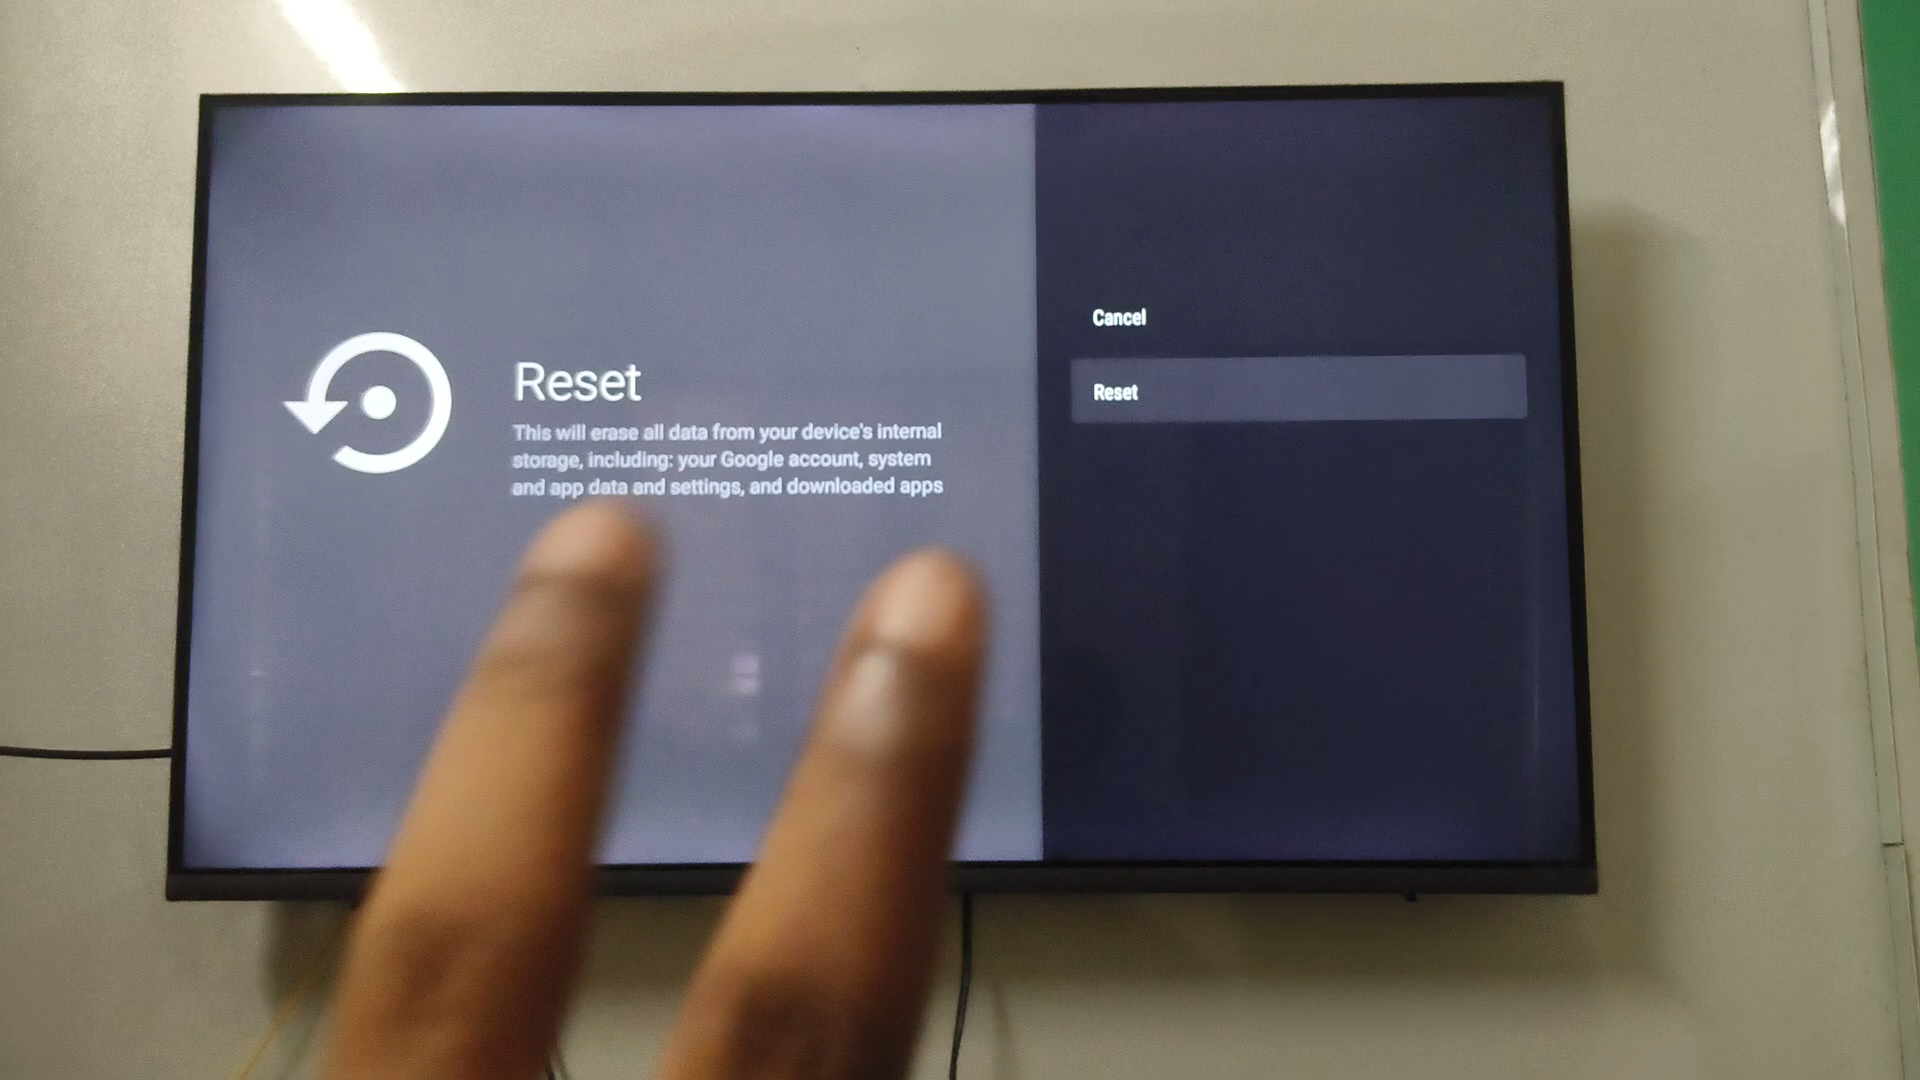 Reset
This will erase all data from your device's internal
storage, including: your Google account, system
and app data and settings, and downloaded apps
Cancel
Reset